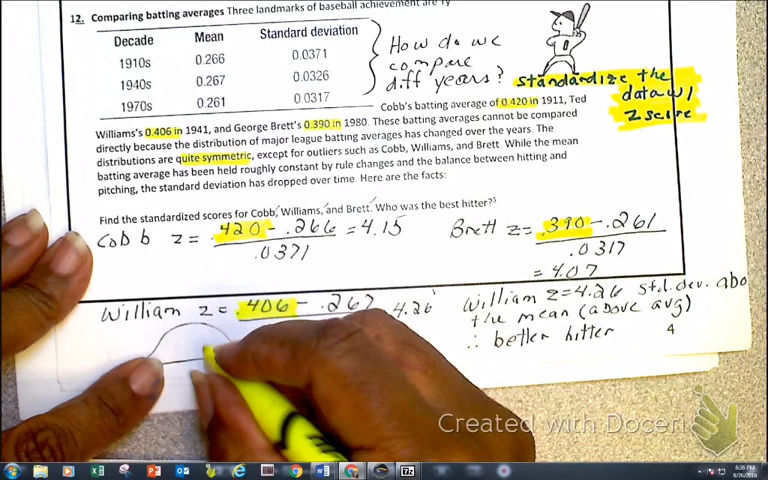 12. Comparing batting averages Three landmarks of baseball achievement are Ty
Decade Mean Standard deviation
1910s 0.266 0.0371
1940s 0.267 0.0326
1970s 0.261 0.0317
How do we
compare
diff years?
standardize the
data w/
z score
Cobb's batting average of 0.420 in 1911, Ted
Williams's 0.406 in 1941, and George Brett's 0.390 in 1980. These batting averages cannot be compared
directly because the distribution of major league batting averages has changed over the years. The
distributions are quite symmetric, except for outliers such as Cobb, Williams, and Brett. While the mean
batting average has been held roughly constant by rule changes and the balance between hitting and
pitching, the standard deviation has dropped over time. Here are the facts:
Find the standardized scores for Cobb, Williams, and Brett. Who was the best hitter?⁵
Cobb z = .420 - .266 = 4.15
.0371
Brett z = .390 - .261
.0317
= 4.07
William z = .406 - .267 4.26
William z = 4.26 std. dev. abo
the mean (above avg)
∴ better hitter
4
Created with Doceri
6:36 PM
8/26/2016